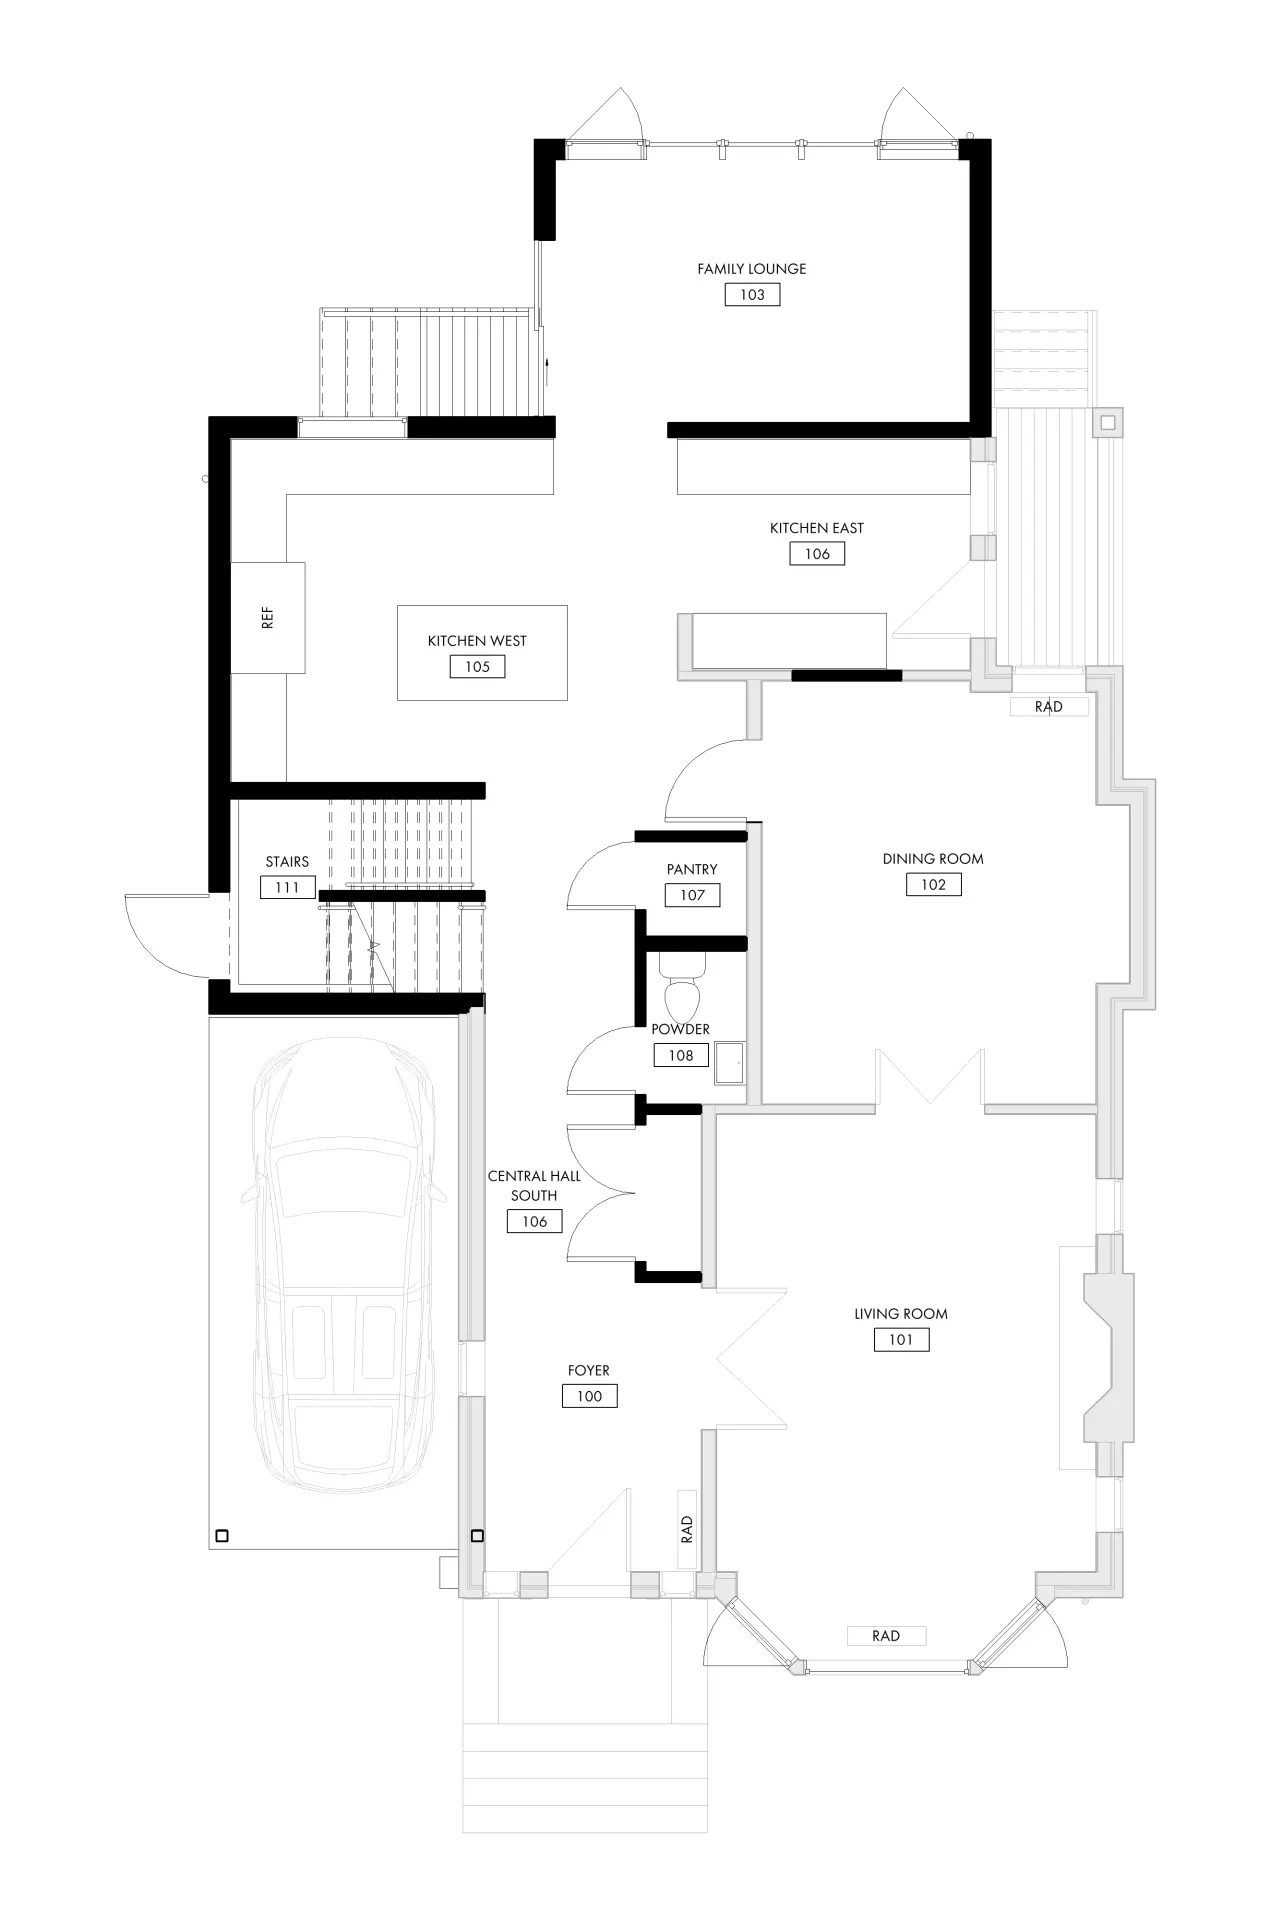 FAMILY LOUNGE
103
KITCHEN EAST
106
REF
KITCHEN WEST
105
RAD
STAIRS
111
PANTRY
107
DINING ROOM
102
POWDER
108
CENTRAL HALL
SOUTH
106
LIVING ROOM
101
FOYER
100
RAD
RAD